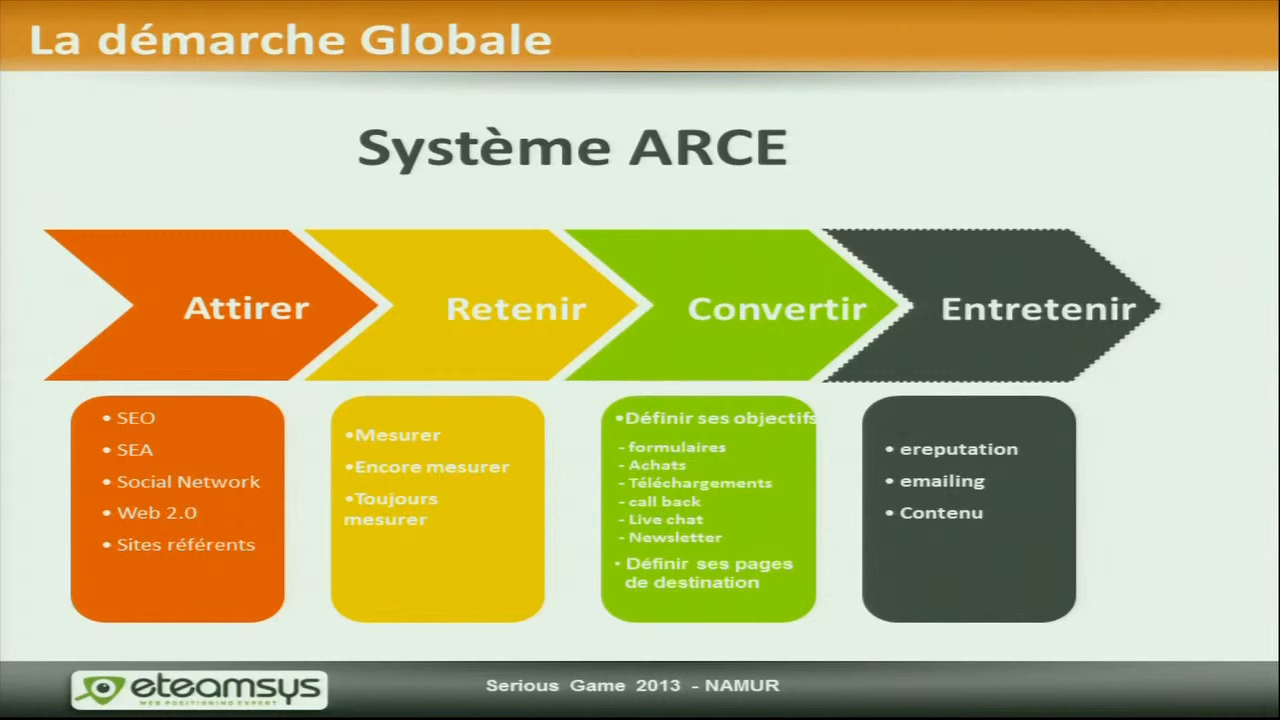 La démarche Globale
Système ARCE
Attirer
Retenir
Convertir
Entretenir
• SEO
• SEA
• Social Network
• Web 2.0
• Sites référents
•Mesurer
•Encore mesurer
•Toujours
mesurer
•Définir ses objectifs
- formulaires
- Achats
- Téléchargements
- call back
- Live chat
- Newsletter
• Définir ses pages
de destination
• ereputation
• emailing
• Contenu
eteamsys
WEB POSITIONING EXPERT
Serious Game 2013 - NAMUR